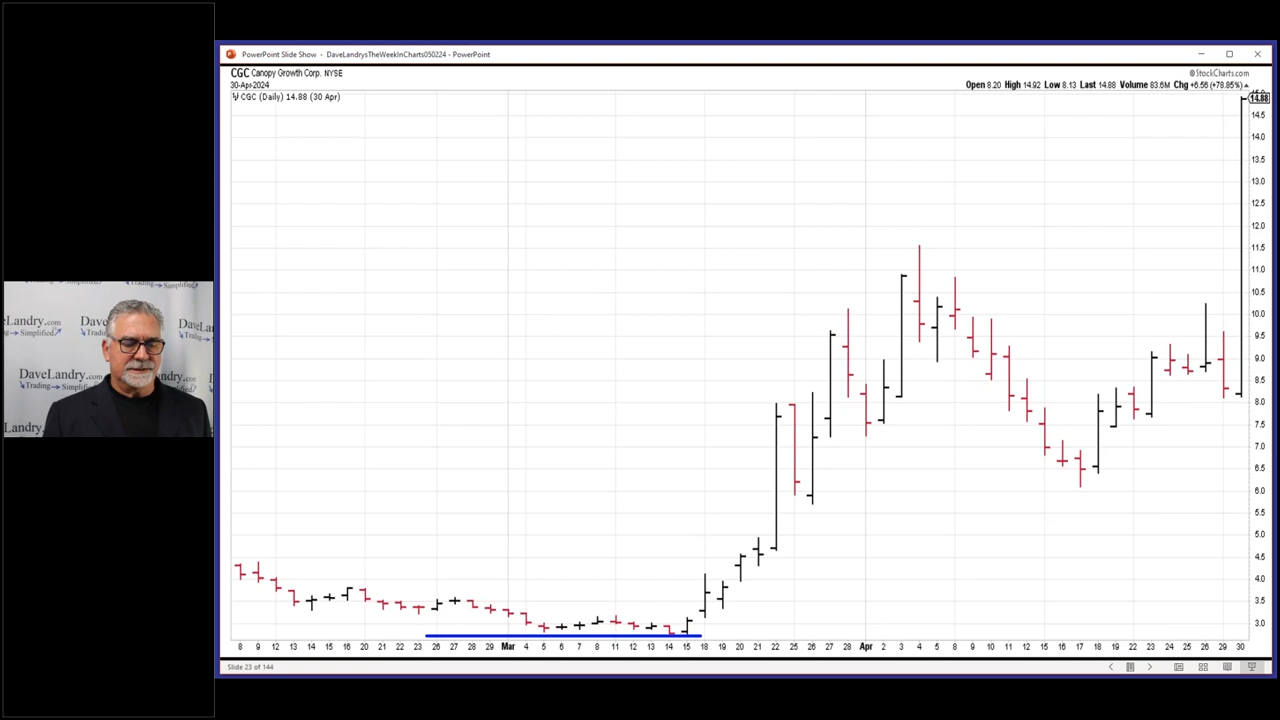 PowerPoint Slide Show - DaveLandrysTheWeekInCharts050224 - PowerPoint
CGC Canopy Growth Corp. NYSE
© StockCharts.com
30-Apr-2024
Open 8.20 High 14.92 Low 8.13 Last 14.88 Volume 83.6M Chg +6.56 (+78.85%)
CGC (Daily) 14.88 (30 Apr)
14.88
14.5
14.0
13.5
13.0
12.5
12.0
11.5
11.0
10.5
10.0
9.5
9.0
8.5
8.0
7.5
7.0
6.5
6.0
5.5
5.0
4.5
4.0
3.5
3.0
8 9 12 13 14 15 16 20 21 22 23 26 27 28 29 Mar 4 5 6 7 8 11 12 13 14 15 18 19 20 21 22 25 26 27 28 Apr 2 3 4 5 8 9 10 11 12 15 16 17 18 19 22 23 24 25 26 29 30
Slide 23 of 144
Trading Simplified
eLandry.com
Trading Simplified
DaveLandry.com
Trading Simplified